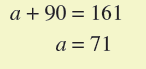 a + 90 = 161
a = 71